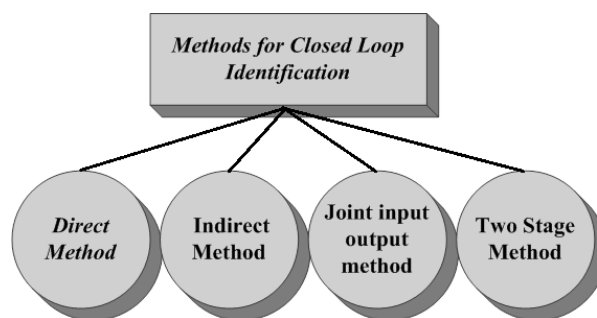 Methods for Closed Loop
Identification
Direct
Method
Indirect
Method
Joint input
output
method
Two Stage
Method